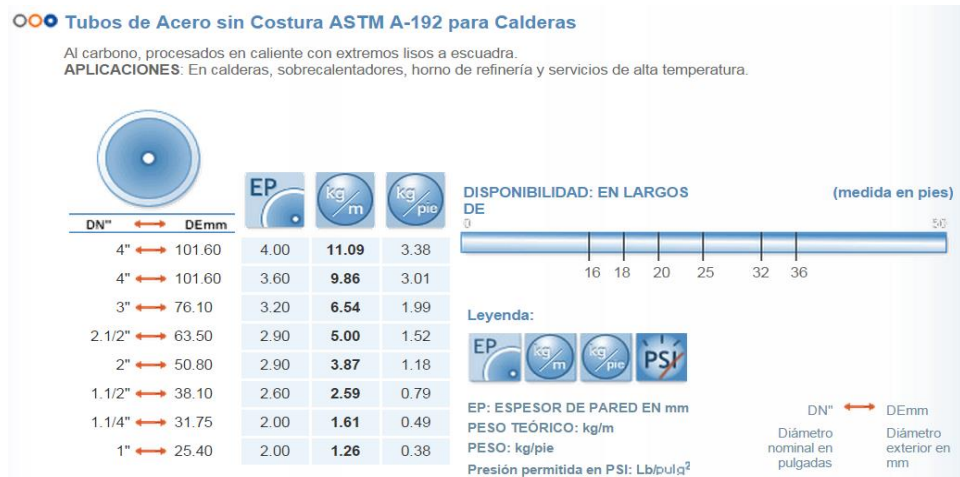 Tubos de Acero sin Costura ASTM A-192 para Calderas
Al carbono, procesados en caliente con extremos lisos a escuadra.
APLICACIONES: En calderas, sobrecalentadores, horno de refinería y servicios de alta temperatura.
EP kg/m kg/pie
DN"' DEmm
4" 101.60 4.00 11.09 3.38
4" 101.60 3.60 9.86 3.01
3" 76.10 3.20 6.54 1.99
2.1/2" 63.50 2.90 5.00 1.52
2" 50.80 2.90 3.87 1.18
1.1/2" 38.10 2.60 2.59 0.79
1.1/4" 31.75 2.00 1.61 0.49
1" 25.40 2.00 1.26 0.38
DISPONIBILIDAD: EN LARGOS (medida en pies)
DE
0 50
16 18 20 25 32 36
Leyenda:
EP kg/m kg/pie PSI
EP: ESPESOR DE PARED EN mm
PESO TEÓRICO: kg/m
PESO: kg/pie
Presión permitida en PSI: Lb/pulg²
DN" DEmm
Diámetro Diámetro
nominal en exterior en
pulgadas mm